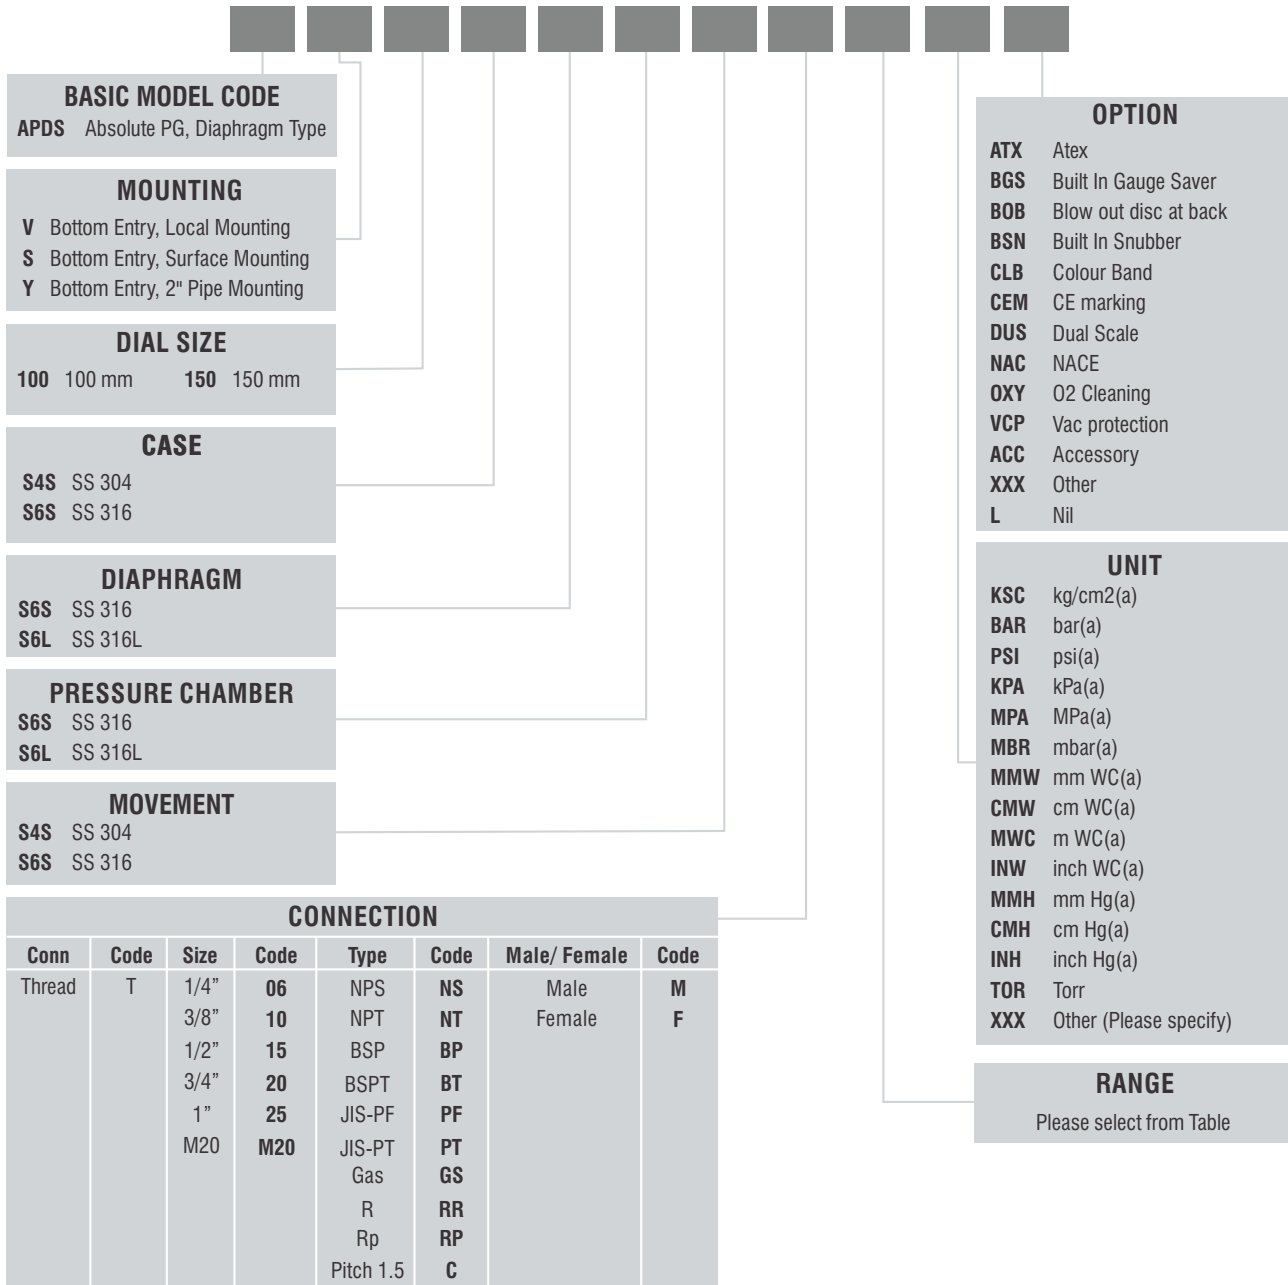 BASIC MODEL CODE
APDS Absolute PG, Diaphragm Type
MOUNTING
V Bottom Entry, Local Mounting
S Bottom Entry, Surface Mounting
Y Bottom Entry, 2" Pipe Mounting
DIAL SIZE
100 100 mm 150 150 mm
CASE
S4S SS 304
S6S SS 316
DIAPHRAGM
S6S SS 316
S6L SS 316L
PRESSURE CHAMBER
S6S SS 316
S6L SS 316L
MOVEMENT
S4S SS 304
S6S SS 316
CONNECTION
Conn Code Size Code Type Code Male/ Female Code
Thread T 1/4” 06 NPS NS Male M
3/8” 10 NPT NT Female F
1/2” 15 BSP BP
3/4” 20 BSPT BT
1” 25 JIS-PF PF
M20 M20 JIS-PT PT
Gas GS
R RR
Rp RP
Pitch 1.5 C
OPTION
ATX Atex
BGS Built In Gauge Saver
BOB Blow out disc at back
BSN Built In Snubber
CLB Colour Band
CEM CE marking
DUS Dual Scale
NAC NACE
OXY O2 Cleaning
VCP Vac protection
ACC Accessory
XXX Other
L Nil
UNIT
KSC kg/cm2(a)
BAR bar(a)
PSI psi(a)
KPA kPa(a)
MPA MPa(a)
MBR mbar(a)
MMW mm WC(a)
CMW cm WC(a)
MWC m WC(a)
INW inch WC(a)
MMH mm Hg(a)
CMH cm Hg(a)
INH inch Hg(a)
TOR Torr
XXX Other (Please specify)
RANGE
Please select from Table